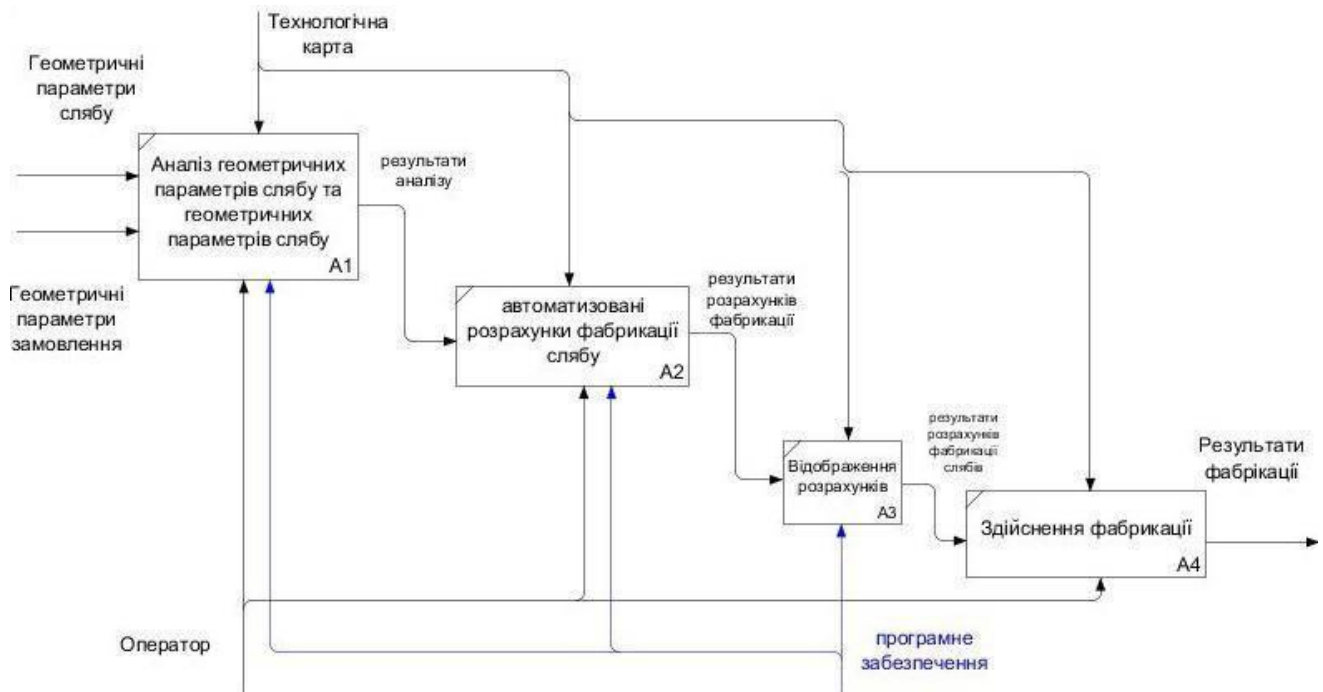 Технологічна
карта
Геометричні
параметри
слябу
Аналіз геометричних
параметрів слябу та
геометричних
параметрів слябу
A1
результати
аналізу
Геометричні
параметри
замовлення
автоматизовані
розрахунки фабрикації
слябу
A2
результати
розрахунків
фабрикації
Відображення
розрахунків
A3
результати
розрахунків
фабрикації
слябів
Здійснення фабрикації
A4
Результати
фабрікації
Оператор
програмне
забезпечення